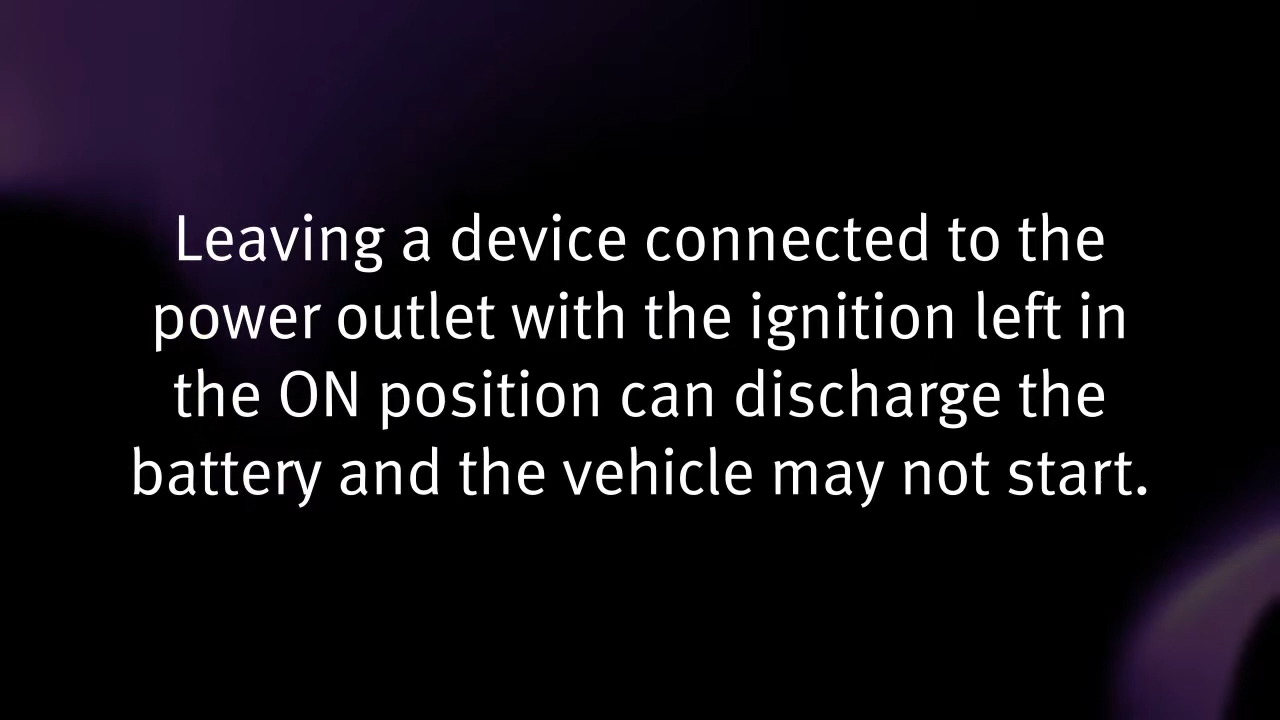 Leaving a device connected to the
power outlet with the ignition left in
the ON position can discharge the
battery and the vehicle may not start.